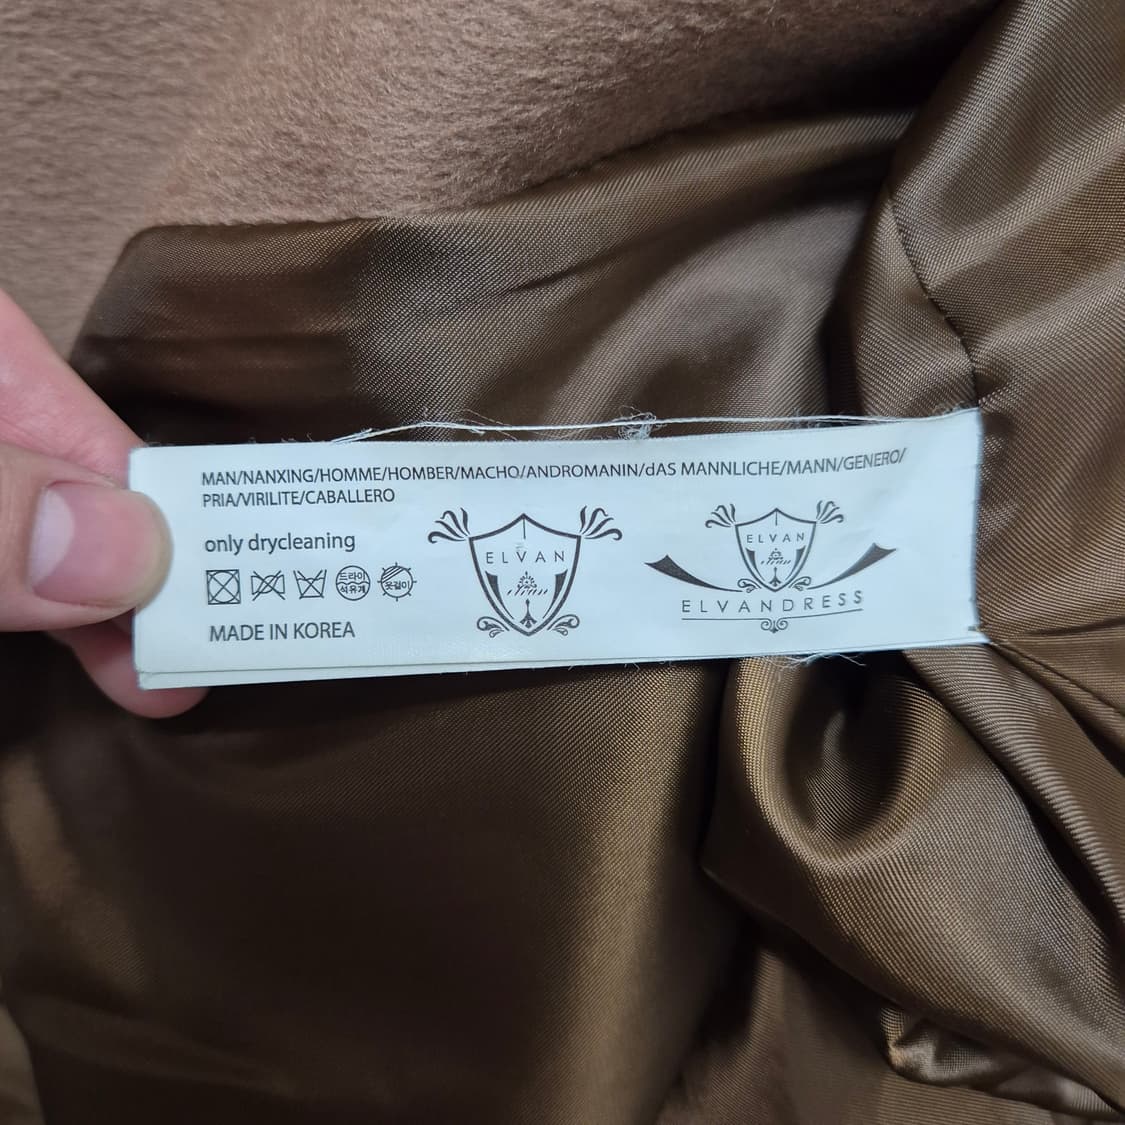 MAN/NANXING/HOMME/HOMBER/MACHO/ANDROMANIN/dAS MANNLICHE/MANN/GENERO/
PRIA/VIRILITE/CABALLERO
only drycleaning
드라이
석유계
옷걸이
MADE IN KOREA
ELVAN
ELVAN
ELVANDRESS